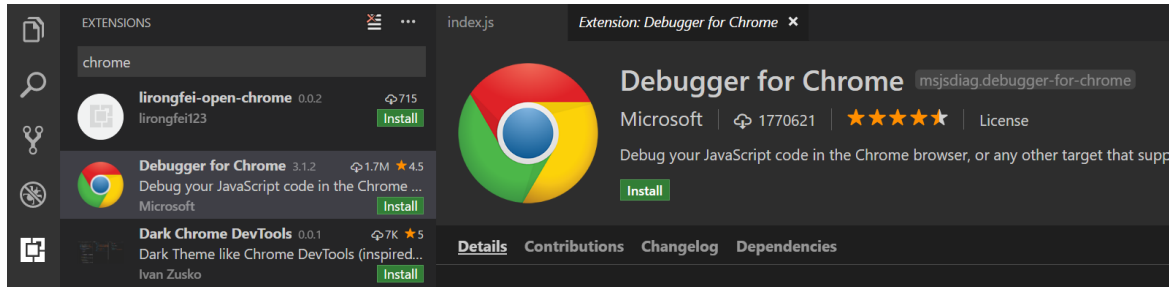 EXTENSIONS
chrome
lirongfei-open-chrome 0.0.2 715
lirongfei123 Install
Debugger for Chrome 3.1.2 1.7M ★ 4.5
Debug your JavaScript code in the Chrome ...
Microsoft Install
Dark Chrome DevTools 0.0.1 7K ★ 5
Dark Theme like Chrome DevTools (inspired...
Ivan Zusko Install
index.js Extension: Debugger for Chrome ×
Debugger for Chrome msjsdiag.debugger-for-chrome
Microsoft 1770621 License
Debug your JavaScript code in the Chrome browser, or any other target that supp
Install
Details Contributions Changelog Dependencies